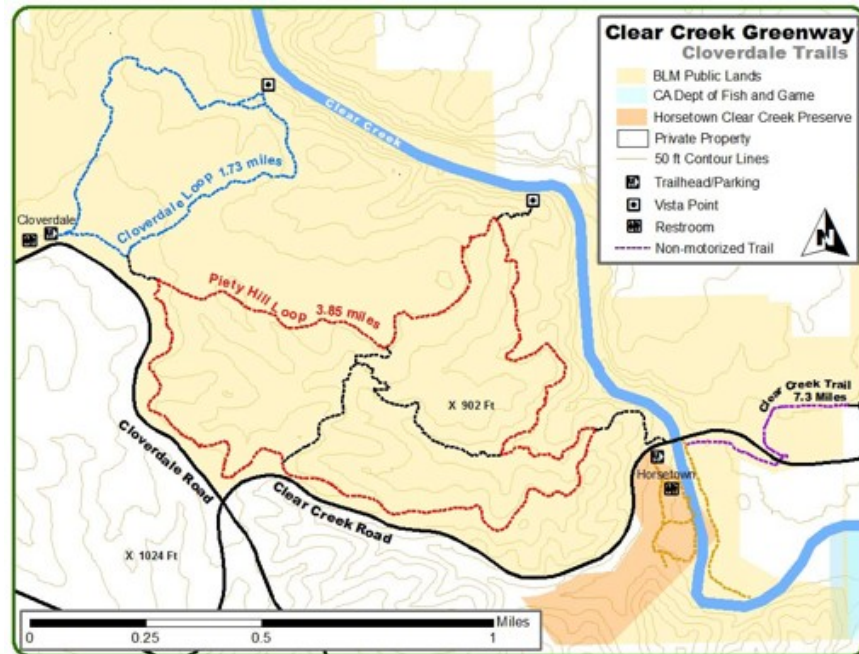 Clear Creek Greenway
Cloverdale Trails
BLM Public Lands
CA Dept of Fish and Game
Horsetown Clear Creek Preserve
Private Property
50 ft Contour Lines
Trailhead/Parking
Vista Point
Restroom
Non-motorized Trail
N
Clear Creek
Cloverdale Loop 1.73 miles
Cloverdale
Piety Hill Loop 3.85 miles
X 902 Ft
Clear Creek Trail
7.3 Miles
Horsetown
Cloverdale Road
Clear Creek Road
X 1024 Ft
Miles
0 0.25 0.5 1